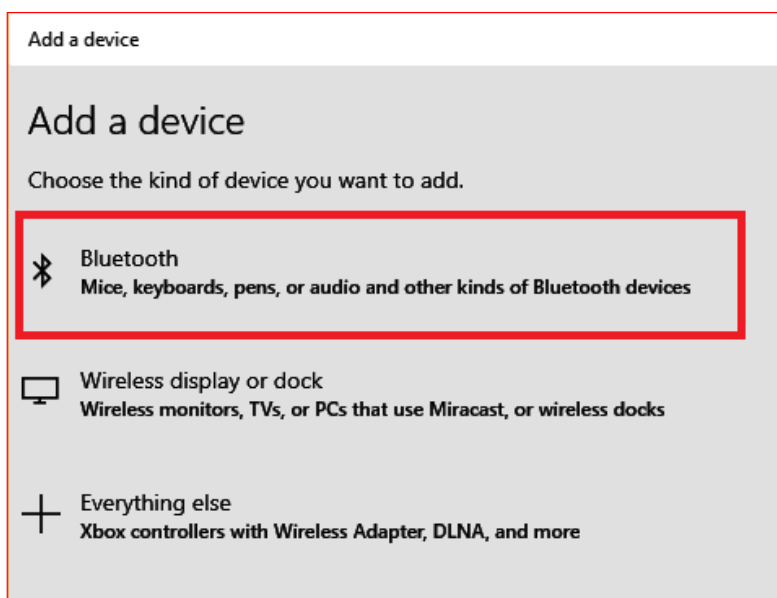 Add a device
Add a device
Choose the kind of device you want to add.
Bluetooth
Mice, keyboards, pens, or audio and other kinds of Bluetooth devices
Wireless display or dock
Wireless monitors, TVs, or PCs that use Miracast, or wireless docks
Everything else
Xbox controllers with Wireless Adapter, DLNA, and more